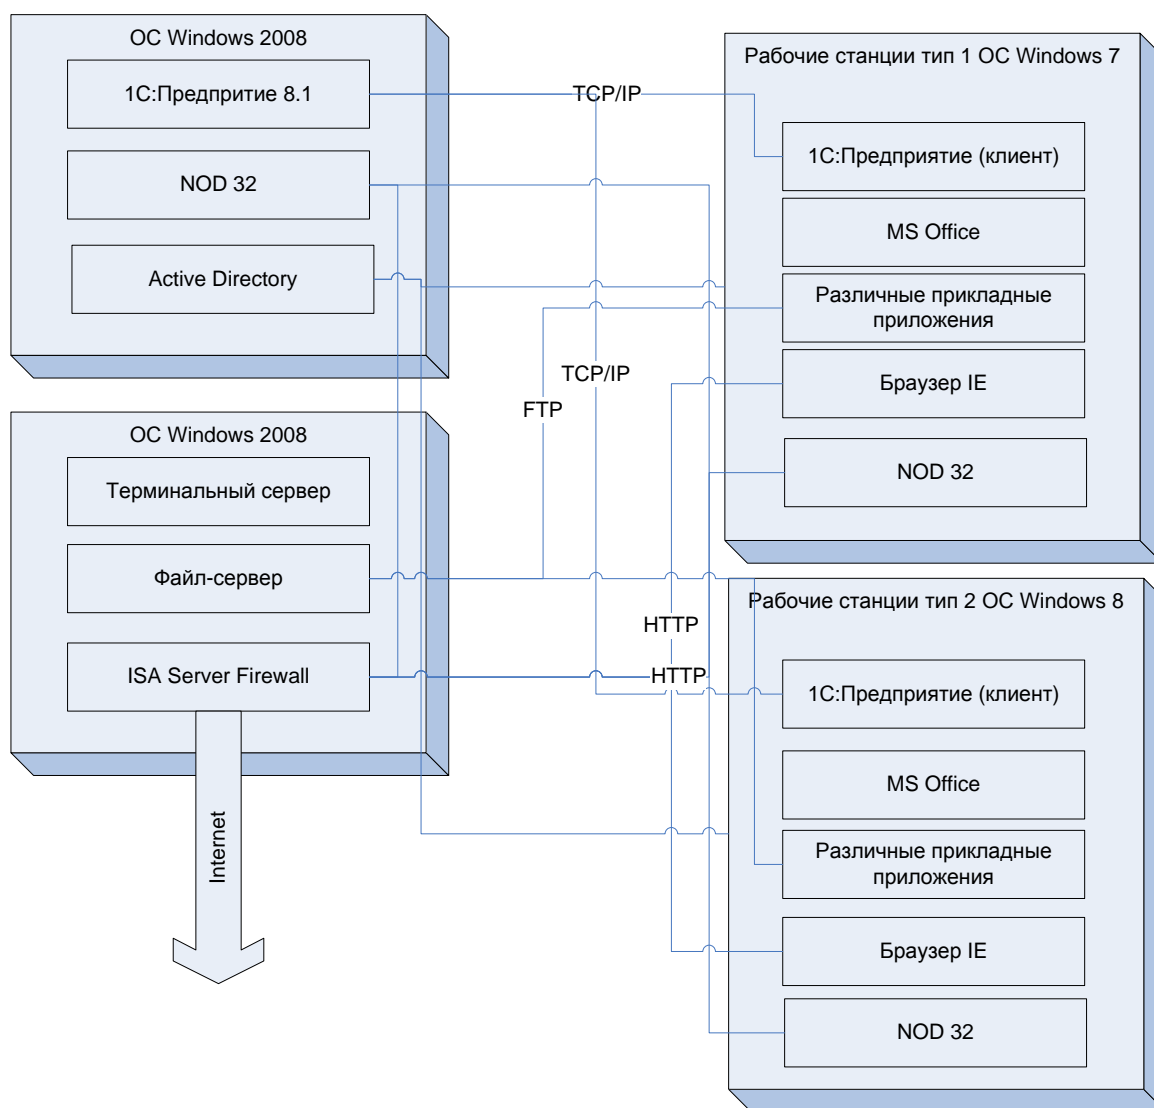 ОС Windows 2008
1С:Предпритие 8.1
NOD 32
Active Directory
ОС Windows 2008
Терминальный сервер
Файл-сервер
ISA Server Firewall
Internet
TCP/IP
TCP/IP
FTP
HTTP
HTTP
Рабочие станции тип 1 ОС Windows 7
1С:Предприятие (клиент)
MS Office
Различные прикладные
приложения
Браузер IE
NOD 32
Рабочие станции тип 2 ОС Windows 8
1С:Предприятие (клиент)
MS Office
Различные прикладные
приложения
Браузер IE
NOD 32